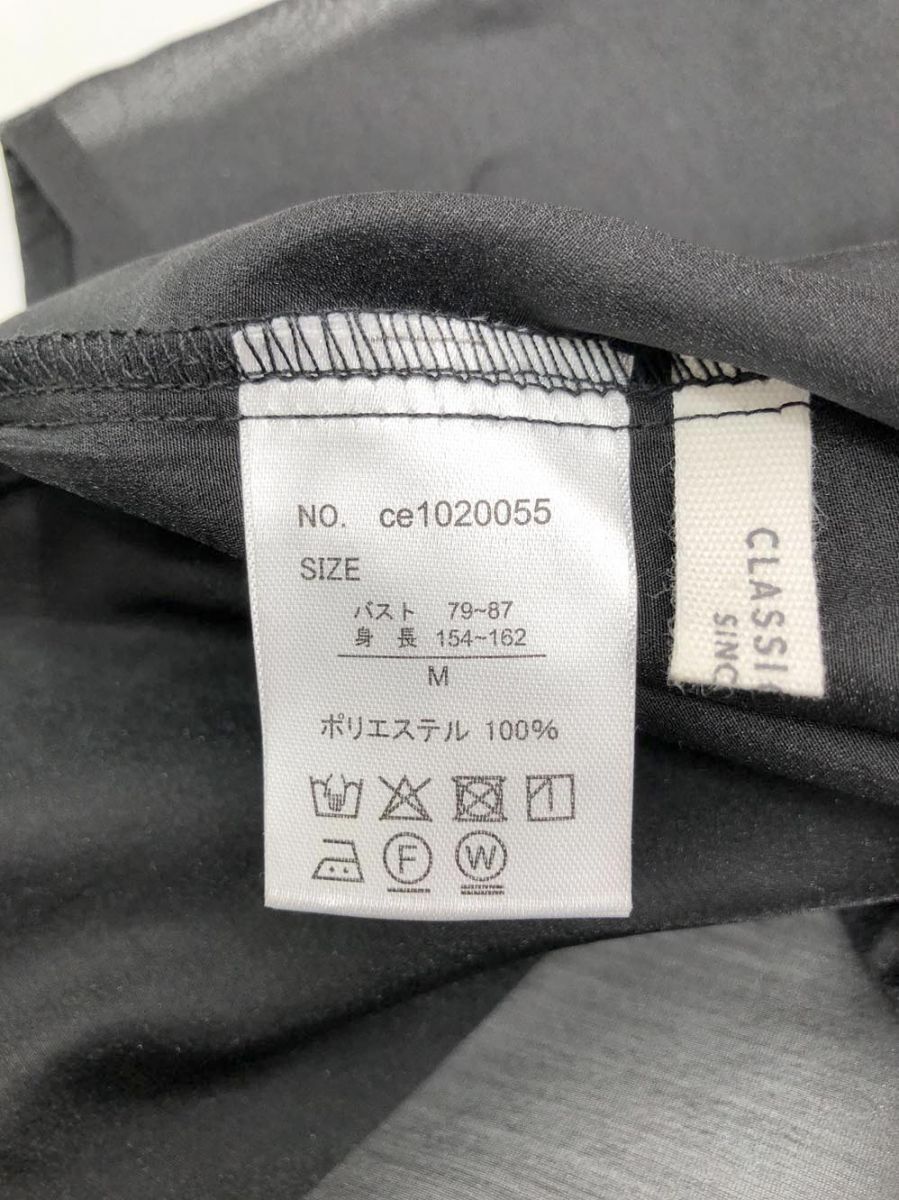 NO. ce1020055
SIZE
バスト 79~87
身 長 154~162
M
ポリエステル 100%
F W
SINC